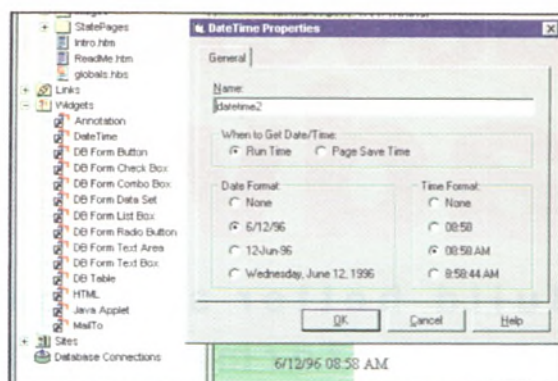 StatePages
Intro.htm
ReadMe.htm
globals.hbs
Links
Widgets
Annotation
DateTime
DB Form Button
DB Form Check Box
DB Form Combo Box
DB Form Data Set
DB Form List Box
DB Form Radio Button
DB Form Text Area
DB Form Text Box
DB Table
HTML
Java Applet
MailTo
Sites
Database Connections
DateTime Properties
General
Name:
datetime2
When to Get Date/Time:
Run Time
Page Save Time
Date Format:
None
6/12/96
12-Jun-96
Wednesday, June 12, 1996
Time Format:
None
08:58
08:58 AM
8:58:44 AM
OK
Cancel
Help
6/12/96 08:58 AM